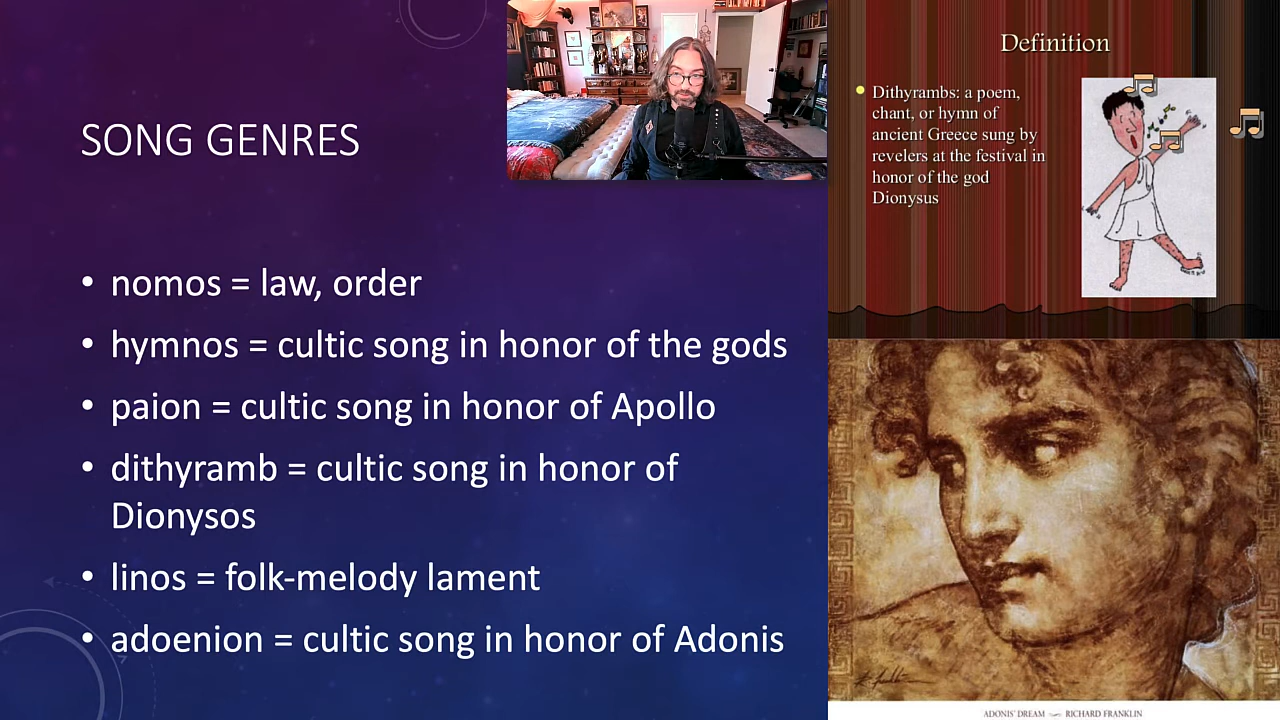 SONG GENRES
• nomos = law, order
• hymnos = cultic song in honor of the gods
• paion = cultic song in honor of Apollo
• dithyramb = cultic song in honor of
Dionysos
• linos = folk-melody lament
• adoenion = cultic song in honor of Adonis
Definition
• Dithyrambs: a poem,
chant, or hymn of
ancient Greece sung by
revelers at the festival in
honor of the god
Dionysus
ADONIS' DREAM RICHARD FRANKLIN